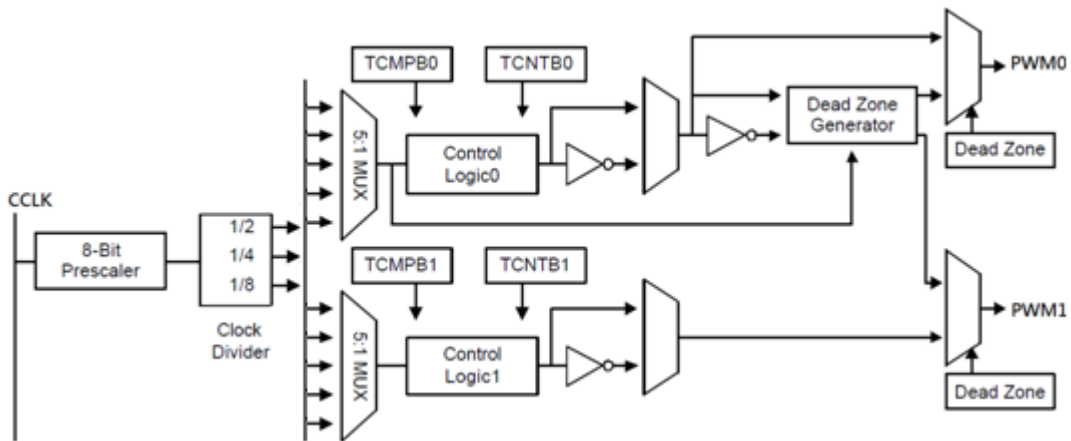 TCMPB0
TCNTB0
PWM0
5:1 MUX
Control
Logic0
Dead Zone
Generator
Dead Zone
CCLK
8-Bit
Prescaler
1/2
1/4
1/8
Clock
Divider
TCMPB1
TCNTB1
PWM1
5:1 MUX
Control
Logic1
Dead Zone